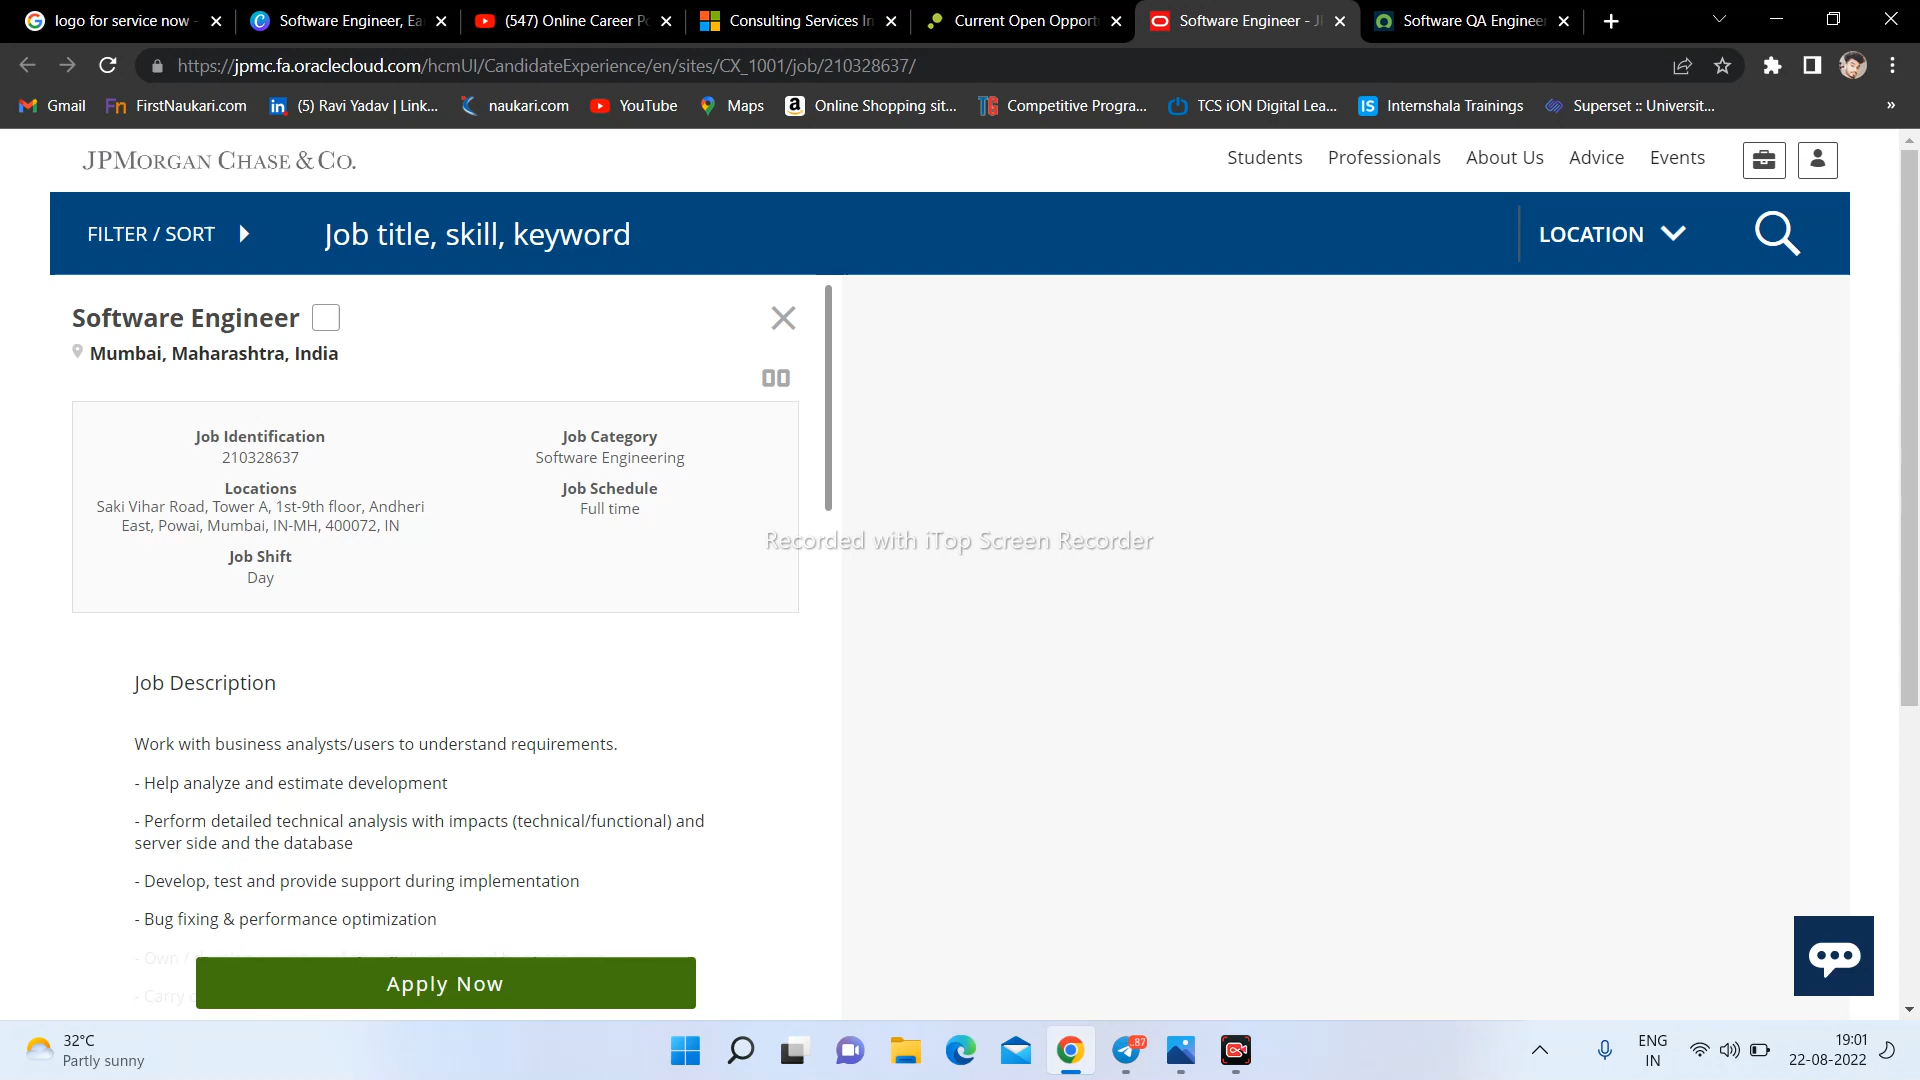 logo for service now -
Software Engineer, Ea
(547) Online Career Po
Consulting Services In
Current Open Opport
Software Engineer - J
Software QA Engineer
https://jpmc.fa.oraclecloud.com/hcmUI/CandidateExperience/en/sites/CX_1001/job/210328637/
Gmail FirstNaukari.com (5) Ravi Yadav | Link... naukari.com YouTube Maps Online Shopping sit... Competitive Progra... TCS iON Digital Lea... Internshala Trainings Superset :: Universit... »
JPMORGAN CHASE & CO.
Students Professionals About Us Advice Events
FILTER / SORT Job title, skill, keyword LOCATION
Software Engineer
Mumbai, Maharashtra, India
Job Identification
210328637
Locations
Saki Vihar Road, Tower A, 1st-9th floor, Andheri
East, Powai, Mumbai, IN-MH, 400072, IN
Job Shift
Day
Job Category
Software Engineering
Job Schedule
Full time
Recorded with iTop Screen Recorder
Job Description
Work with business analysts/users to understand requirements.
- Help analyze and estimate development
- Perform detailed technical analysis with impacts (technical/functional) and
server side and the database
- Develop, test and provide support during implementation
- Bug fixing & performance optimization
- Own /
- Carry
Apply Now
32°C
Partly sunny
87
ENG
IN
19:01
22-08-2022